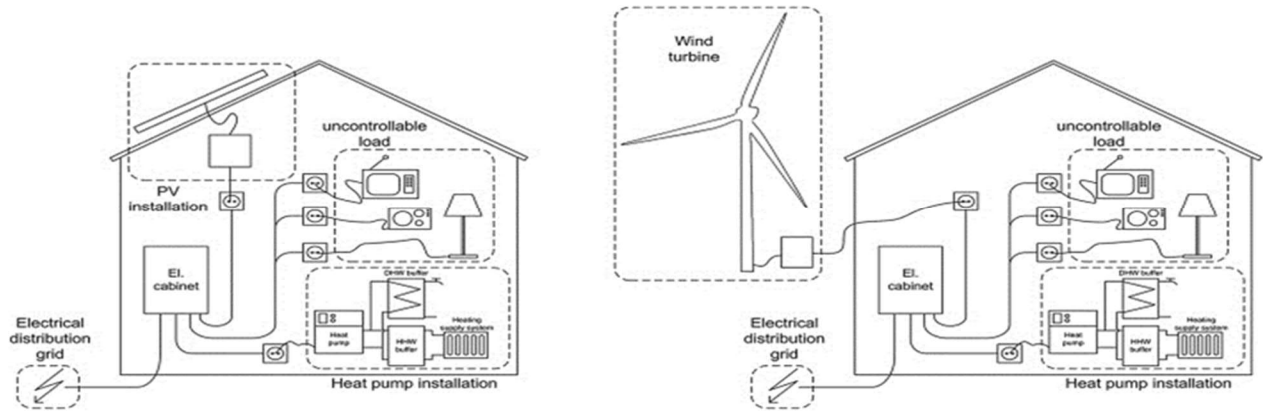 uncontrollable
load
PV
installation
El.
cabinet
DHW buffer
Heat
pump
HHW
buffer
Heating
supply system
Electrical
distribution
grid
Heat pump installation
Wind
turbine
uncontrollable
load
El.
cabinet
DHW buffer
Heat
pump
HHW
buffer
Heating
supply system
Electrical
distribution
grid
Heat pump installation